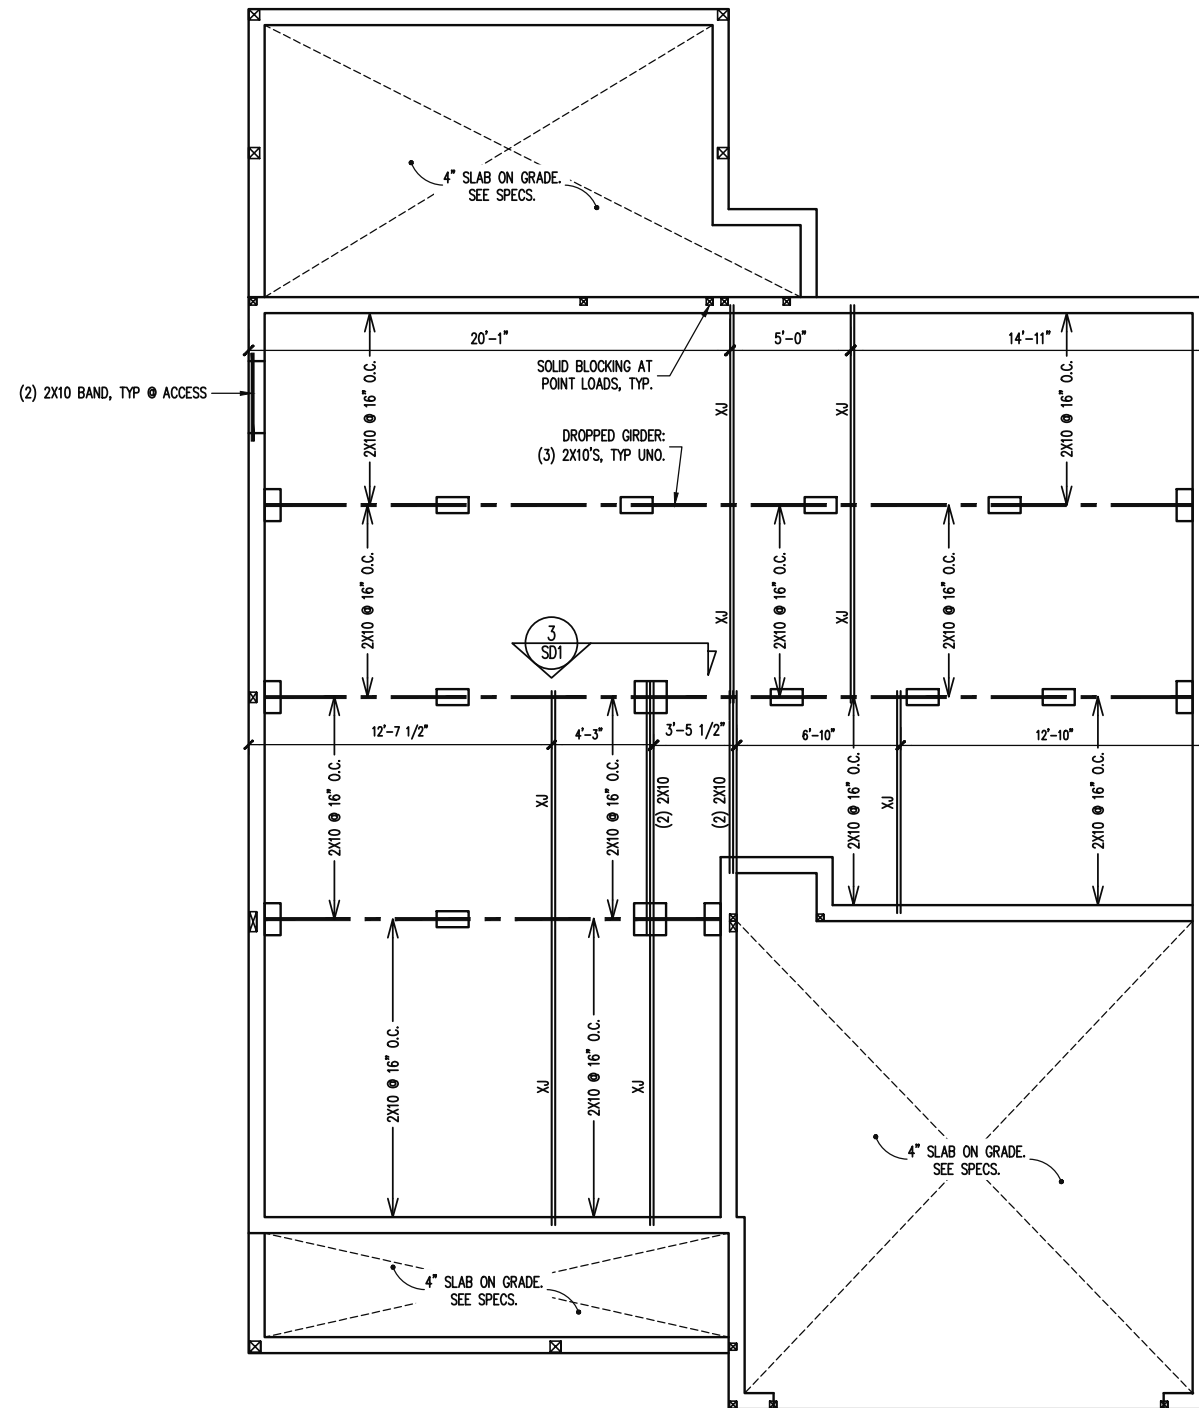 4" SLAB ON GRADE.
SEE SPECS.
20'-1"
5'-0"
14'-11"
SOLID BLOCKING AT
POINT LOADS, TYP.
(2) 2X10 BAND, TYP @ ACCESS
2X10 @ 16" O.C.
2X10 @ 16" O.C.
XJ
XJ
DROPPED GIRDER:
(3) 2X10'S, TYP UNO.
2X10 @ 16" O.C.
2X10 @ 16" O.C.
2X10 @ 16" O.C.
XJ
XJ
3
SD1
12'-7 1/2"
4'-3"
3'-5 1/2"
6'-10"
12'-10"
2X10 @ 16" O.C.
XJ
2X10 @ 16" O.C.
(2) 2X10
(2) 2X10
2X10 @ 16" O.C.
XJ
2X10 @ 16" O.C.
2X10 @ 16" O.C.
XJ
2X10 @ 16" O.C.
XJ
4" SLAB ON GRADE.
SEE SPECS.
4" SLAB ON GRADE.
SEE SPECS.